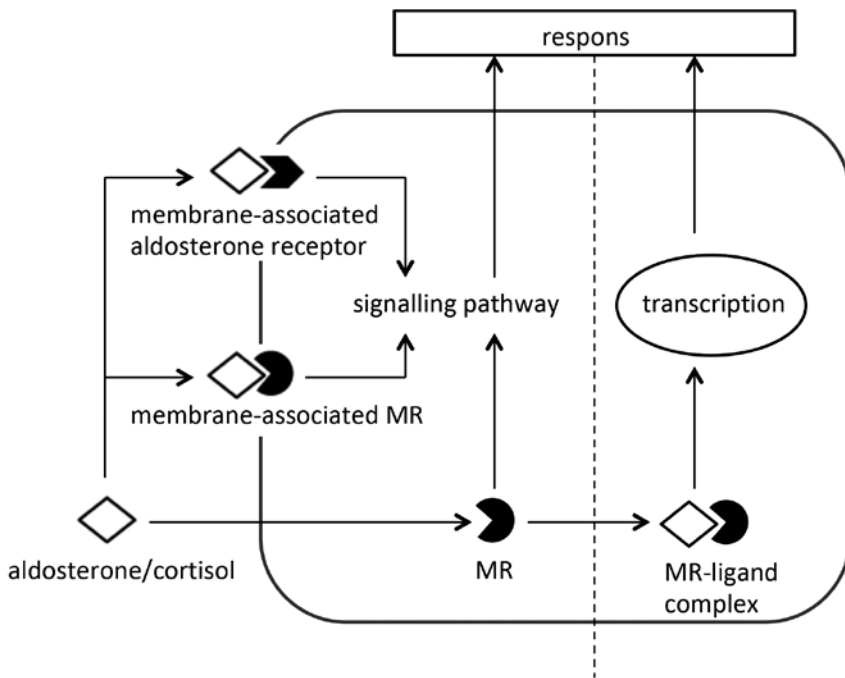 respons
membrane-associated
aldosterone receptor
signalling pathway
transcription
membrane-associated MR
aldosterone/cortisol
MR
MR-ligand
complex